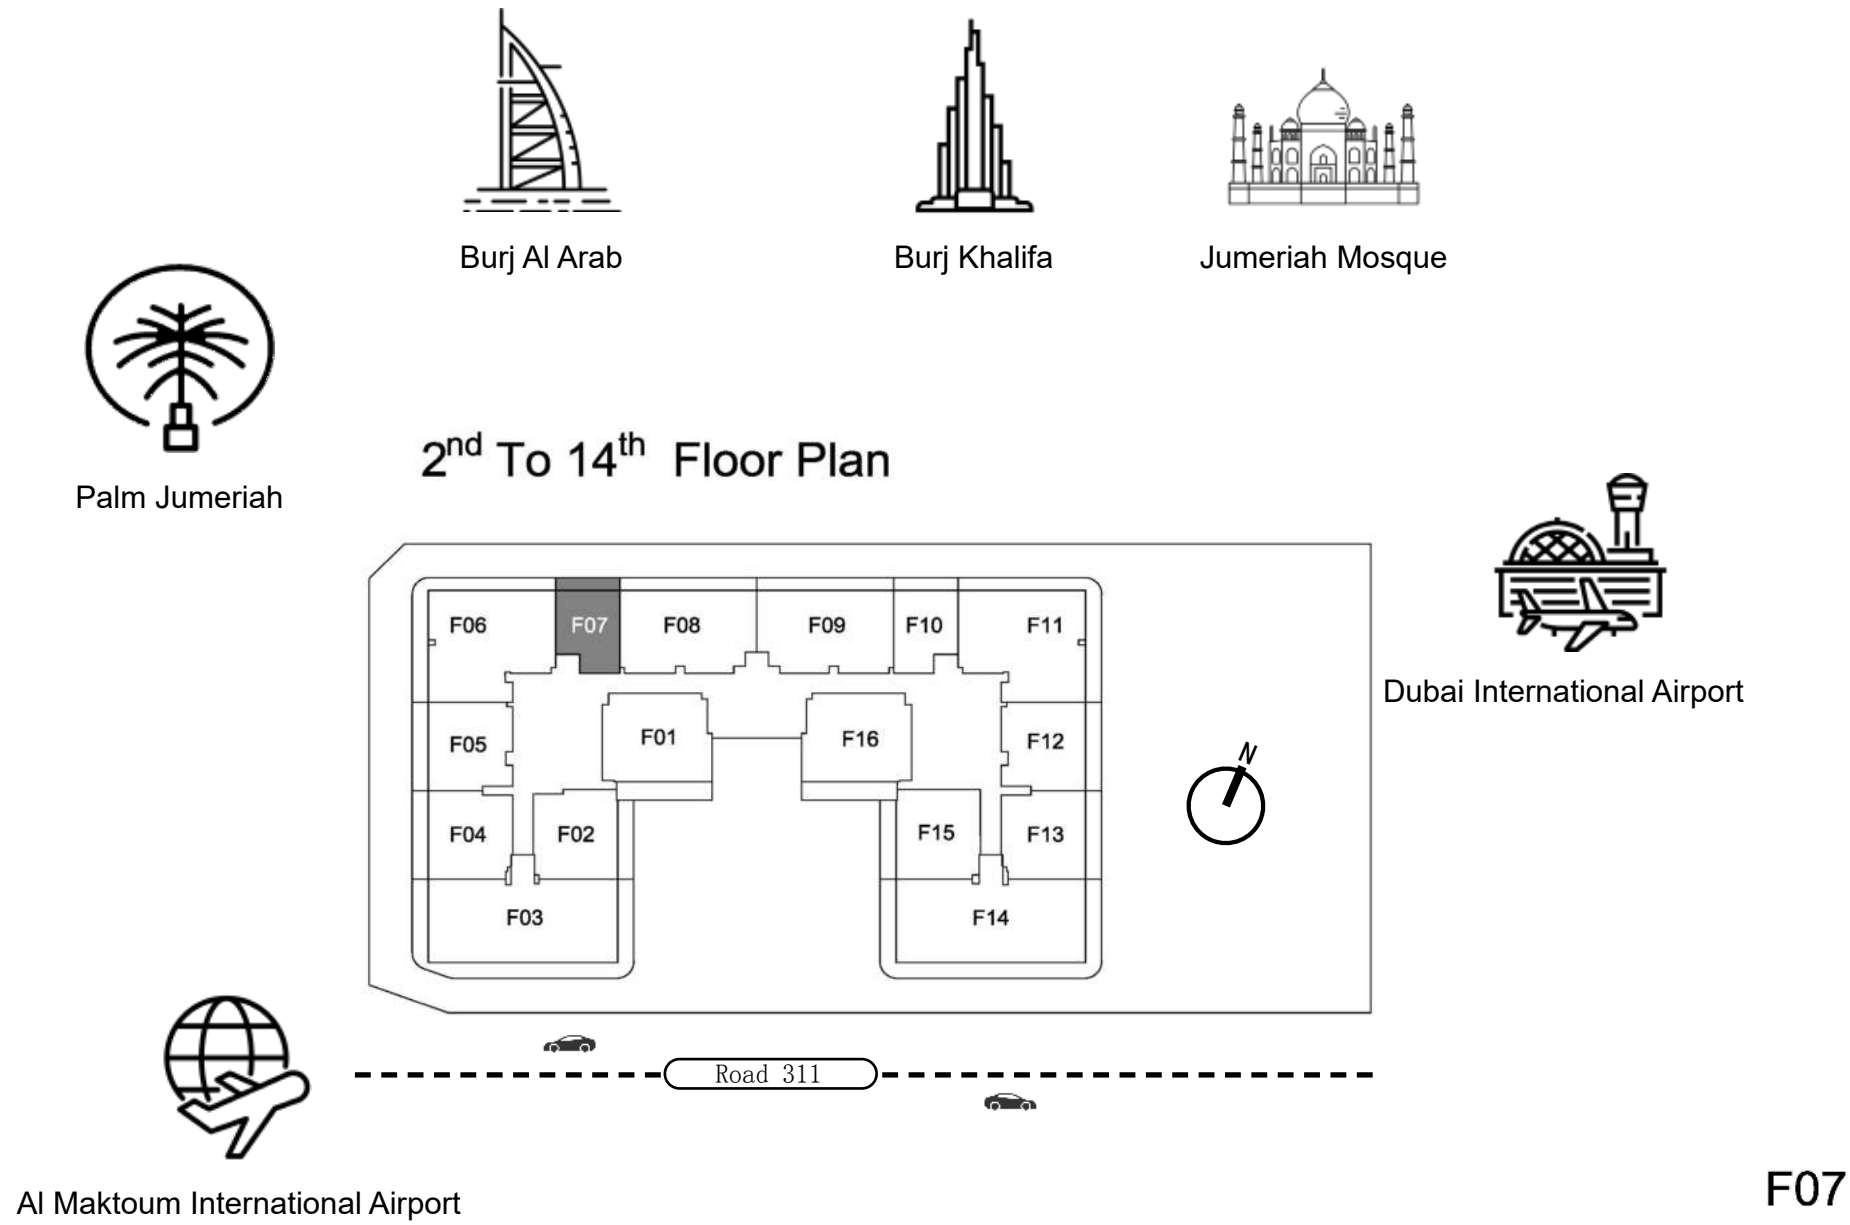 Burj Al Arab
Burj Khalifa
Jumeriah Mosque
Palm Jumeriah
2nd To 14th Floor Plan
Dubai International Airport
F06
F07
F08
F09
F10
F11
F05
F01
F16
F12
N
F04
F02
F15
F13
F03
F14
Road 311
Al Maktoum International Airport
F07